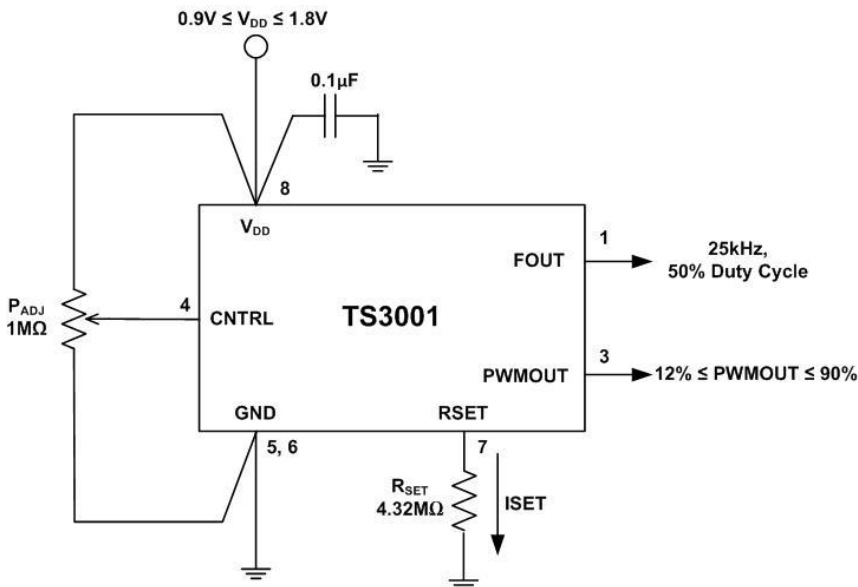 0.9V ≤ VDD ≤ 1.8V
0.1µF
8
VDD
1
FOUT
25kHz,
50% Duty Cycle
PADJ
1MΩ
4
CNTRL
TS3001
3
PWMOUT
12% ≤ PWMOUT ≤ 90%
GND
RSET
5, 6
7
RSET
4.32MΩ
ISET